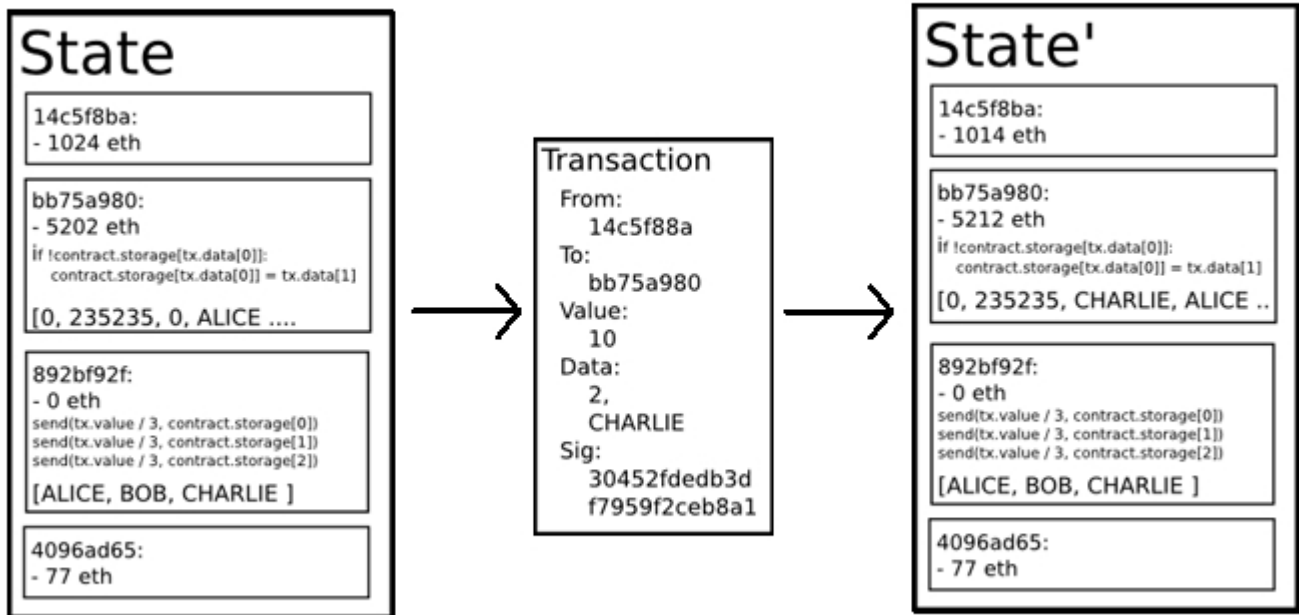 State
14c5f8ba:
- 1024 eth
bb75a980:
- 5202 eth
if !contract.storage[tx.data[0]]:
contract.storage[tx.data[0]] = tx.data[1]
[0, 235235, 0, ALICE ....
892bf92f:
- 0 eth
send(tx.value / 3, contract.storage[0])
send(tx.value / 3, contract.storage[1])
send(tx.value / 3, contract.storage[2])
[ALICE, BOB, CHARLIE ]
4096ad65:
- 77 eth
Transaction
From:
14c5f88a
To:
bb75a980
Value:
10
Data:
2,
CHARLIE
Sig:
30452fdedb3d
f7959f2ceb8a1
State'
14c5f8ba:
- 1014 eth
bb75a980:
- 5212 eth
if !contract.storage[tx.data[0]]:
contract.storage[tx.data[0]] = tx.data[1]
[0, 235235, CHARLIE, ALICE ..
892bf92f:
- 0 eth
send(tx.value / 3, contract.storage[0])
send(tx.value / 3, contract.storage[1])
send(tx.value / 3, contract.storage[2])
[ALICE, BOB, CHARLIE ]
4096ad65:
- 77 eth